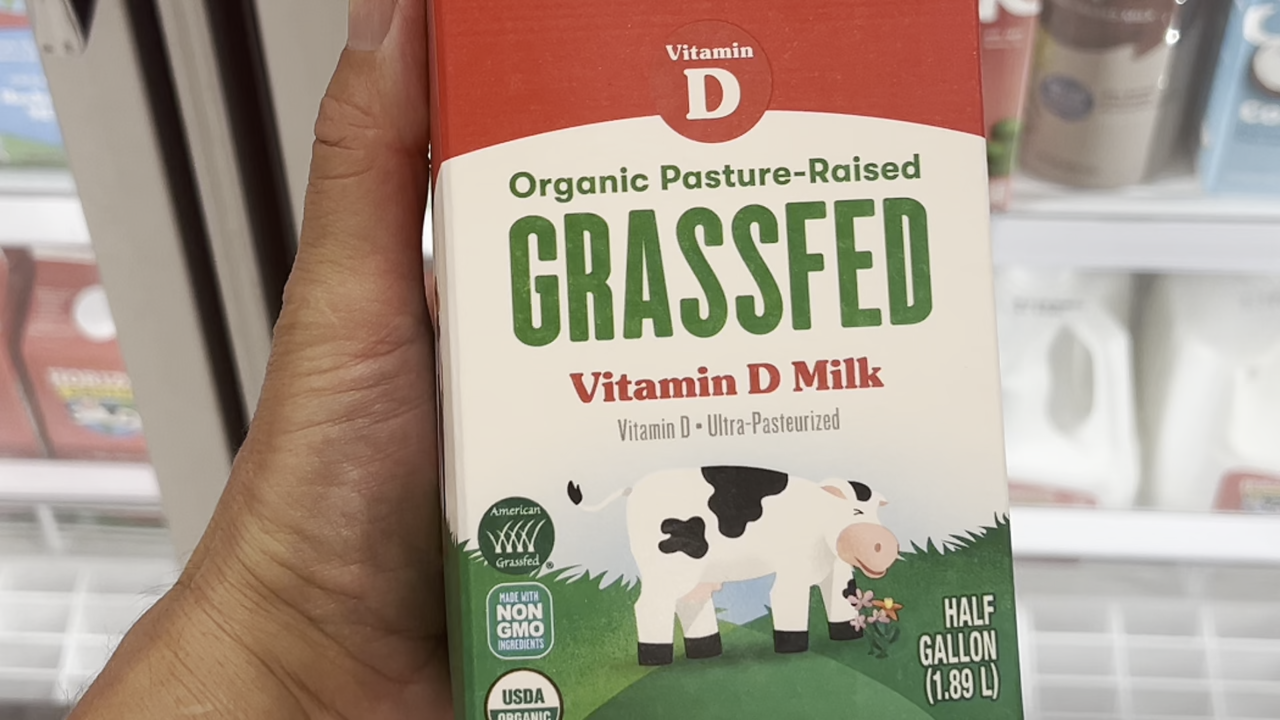 Vitamin
D
Organic Pasture-Raised
GRASSFED
Vitamin D Milk
Vitamin D • Ultra-Pasteurized
American
Grassfed
®
MADE WITH
NON
GMO
INGREDIENTS
HALF
GALLON
(1.89 L)
USDA
ORGANIC